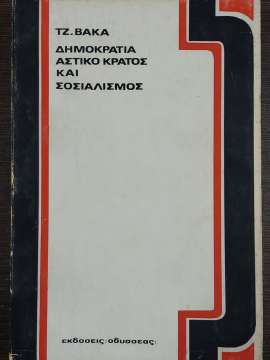 ΤΖ. ΒΑΚΑ
ΔΗΜΟΚΡΑΤΙΑ
ΑΣΤΙΚΟ ΚΡΑΤΟΣ
ΚΑΙ
ΣΟΣΙΑΛΙΣΜΟΣ
εκδοσεις: οδυσσεας: